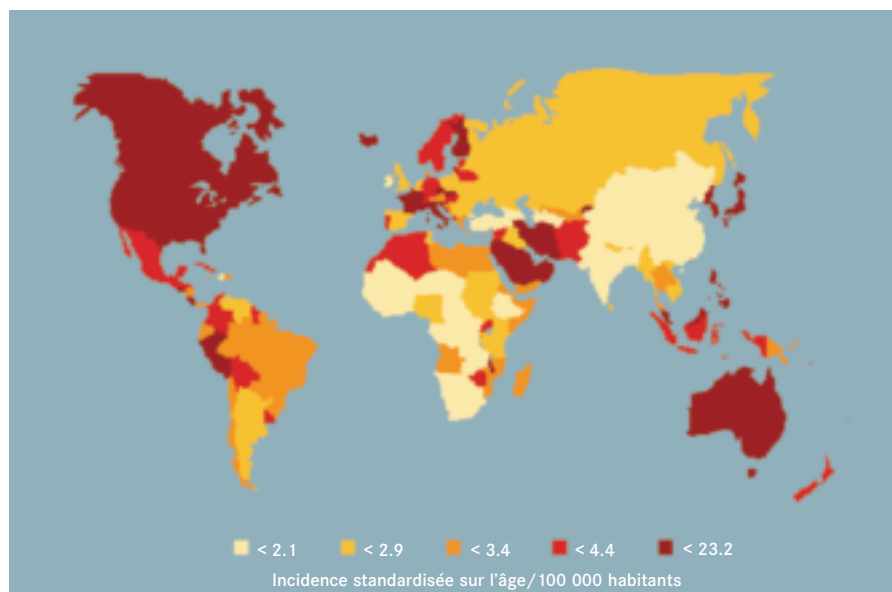 < 2.1 < 2.9 < 3.4 < 4.4 < 23.2
Incidence standardisée sur l'âge/100 000 habitants